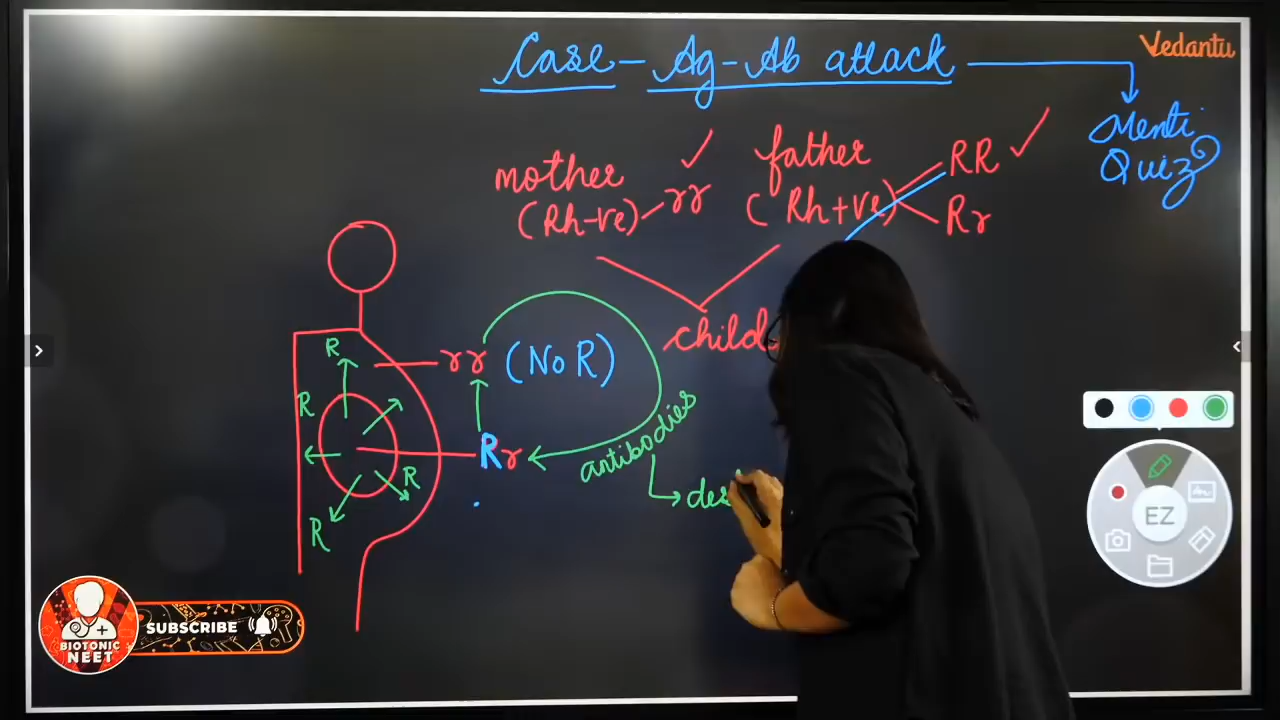 Case - Ag - Ab attack
Vedantu
Menti
Quiz?
mother
(Rh-ve) rr
father
(Rh+ve)
RR
Rr
child
R
rr (No R)
R
Rr
antibodies
R
R
des
EZ
SUBSCRIBE
BIOTONIC
NEET